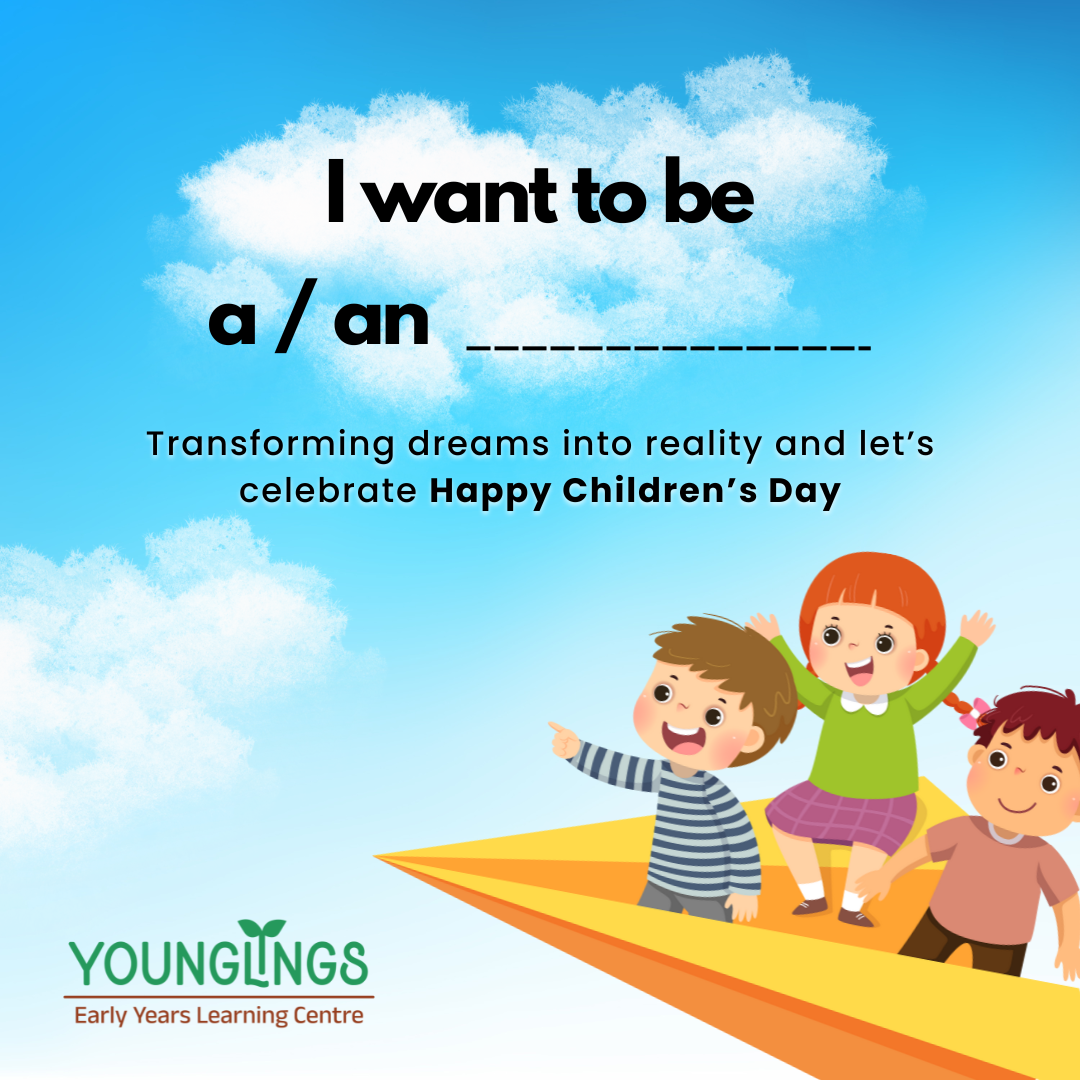 I want to be
a / an _______________
Transforming dreams into reality and let’s
celebrate Happy Children’s Day
YOUNGLINGS
Early Years Learning Centre